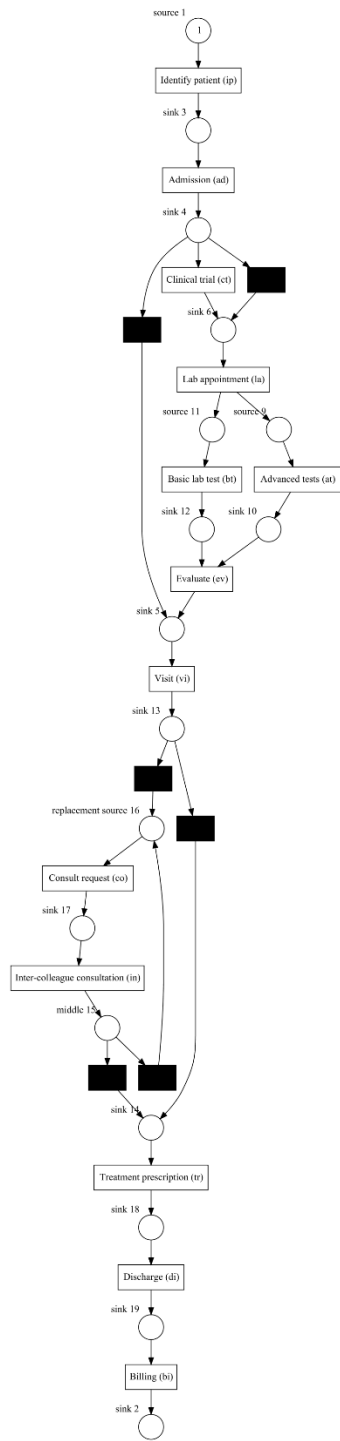 source 1
1
Identify patient (ip)
sink 3
Admission (ad)
sink 4
Clinical trial (ct)
sink 6
Lab appointment (la)
source 11
source 9
Basic lab test (bt)
Advanced tests (at)
sink 12
sink 10
Evaluate (ev)
sink 5
Visit (vi)
sink 13
replacement source 16
Consult request (co)
sink 17
Inter-colleague consultation (in)
middle 15
sink 14
Treatment prescription (tr)
sink 18
Discharge (di)
sink 19
Billing (bi)
sink 2